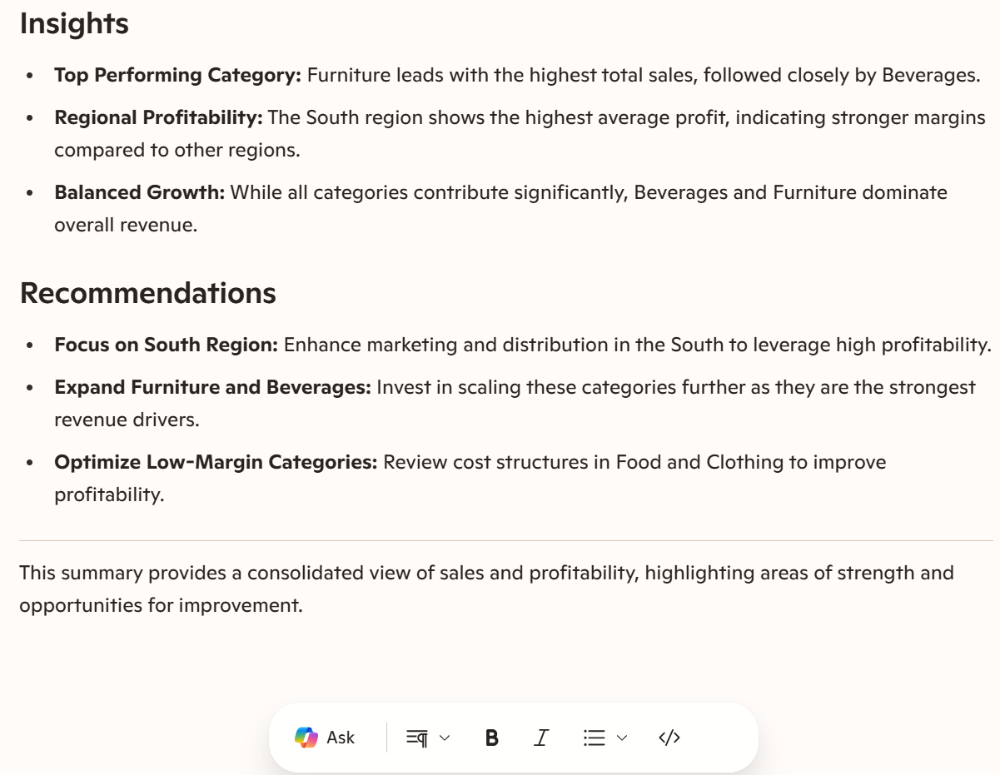 Insights
• Top Performing Category: Furniture leads with the highest total sales, followed closely by Beverages.
• Regional Profitability: The South region shows the highest average profit, indicating stronger margins
compared to other regions.
• Balanced Growth: While all categories contribute significantly, Beverages and Furniture dominate
overall revenue.
Recommendations
• Focus on South Region: Enhance marketing and distribution in the South to leverage high profitability.
• Expand Furniture and Beverages: Invest in scaling these categories further as they are the strongest
revenue drivers.
• Optimize Low-Margin Categories: Review cost structures in Food and Clothing to improve
profitability.
This summary provides a consolidated view of sales and profitability, highlighting areas of strength and
opportunities for improvement.
Ask B I </>